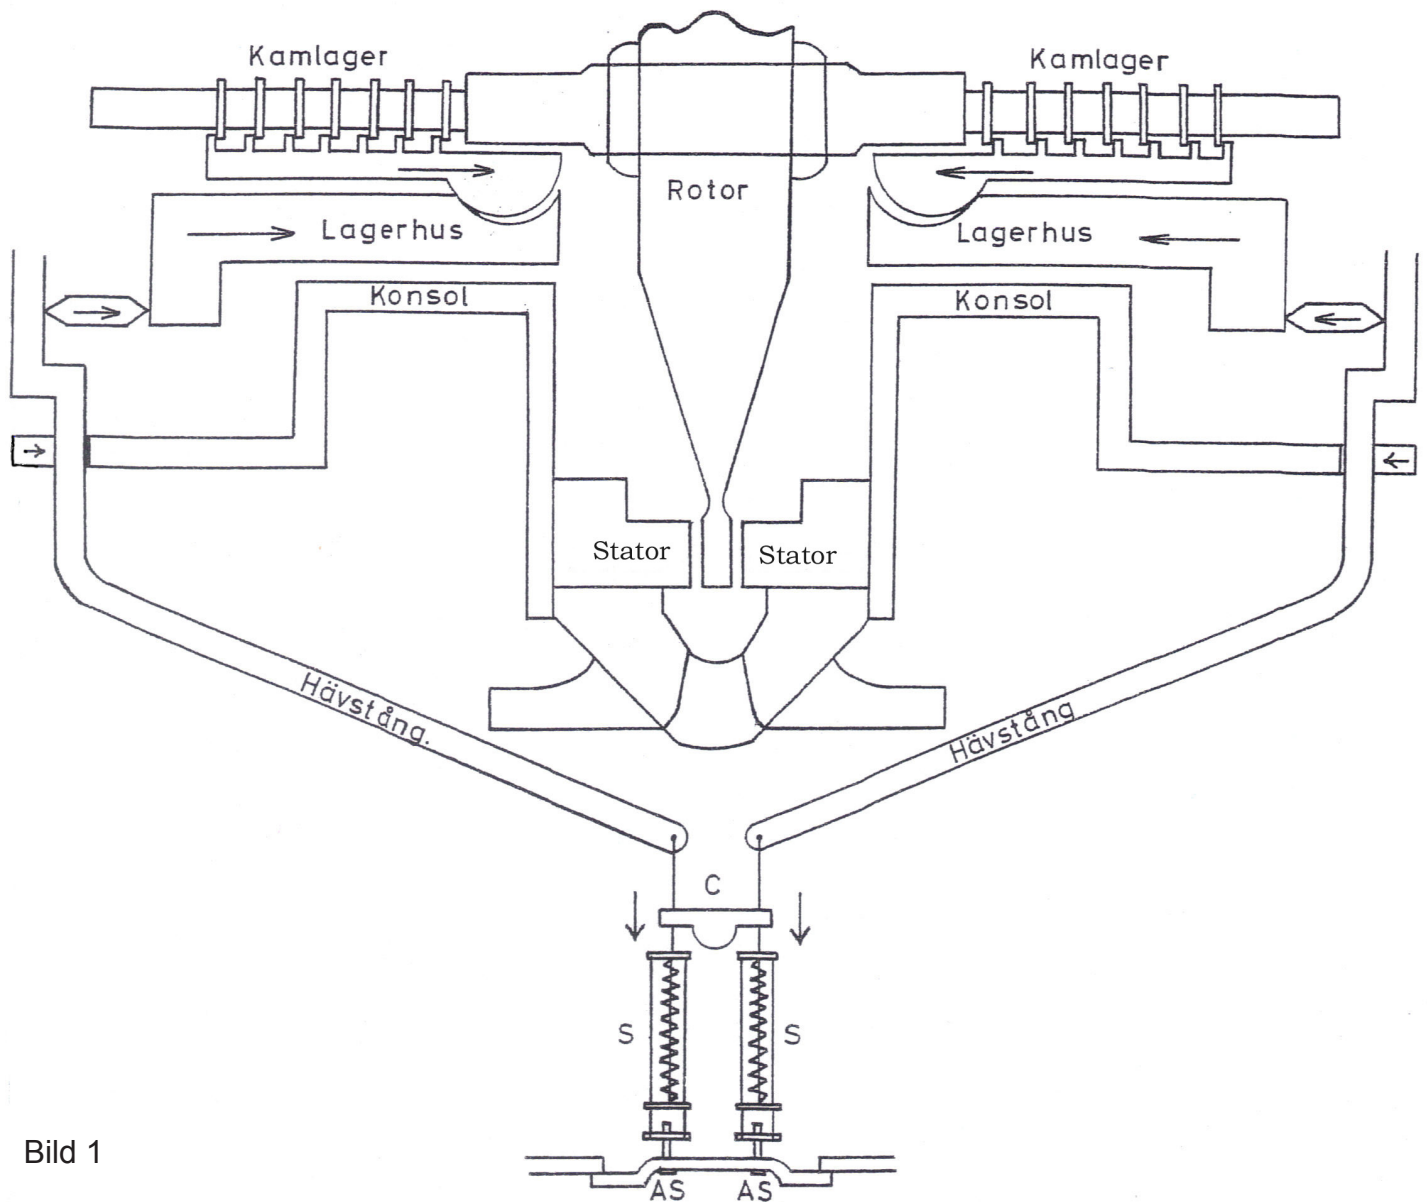 Kamlager
Kamlager
Rotor
Lagerhus
Lagerhus
Konsol
Konsol
Stator
Stator
Hävstång.
Hävstång
C
S
S
Bild 1
AS
AS